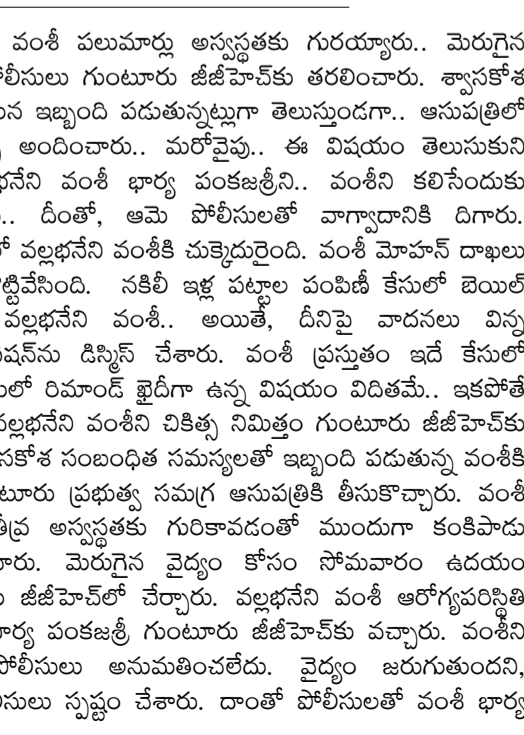 వంశీ పలుమార్లు అస్వస్థతకు గురయ్యారు.. మెరుగైన
గుంటూరు జీజీహెచ్‌కు తరలించారు. శ్వాసకోశ
ఇబ్బంది పడుతున్నట్లుగా తెలుస్తుండగా.. ఆసుపత్రిలో
అందించారు.. మరోవైపు.. ఈ విషయం తెలుసుకుని
వంశీ భార్య పంకజశ్రీని.. వంశీని కలిసేందుకు
.. దీంతో, ఆమె పోలీసులతో వాగ్వాదానికి దిగారు.
వల్లభనేని వంశీకి చుక్కెదురైంది. వంశీ మోహన్ దాఖలు
నకిలీ ఇళ్ల పట్టాల పంపిణీ కేసులో బెయిల్
వల్లభనేని వంశీ.. అయితే, దీనిపై వాదనలు విన్న
డిస్మిస్ చేశారు. వంశీ ప్రస్తుతం ఇదే కేసులో
రిమాండ్ ఖైదీగా ఉన్న విషయం విదితమే.. ఇకపోతే
వల్లభనేని వంశీని చికిత్స నిమిత్తం గుంటూరు జీజీహెచ్‌కు
సంబంధిత సమస్యలతో ఇబ్బంది పడుతున్న వంశీకి
ప్రభుత్వ సమగ్ర ఆసుపత్రికి తీసుకొచ్చారు. వంశీ
తీవ్ర అస్వస్థతకు గురికావడంతో ముందుగా కంకిపాడు
మెరుగైన వైద్యం కోసం సోమవారం ఉదయం
జీజీహెచ్‌లో చేర్చారు. వల్లభనేని వంశీ ఆరోగ్యపరిస్థితి
పంకజశ్రీ గుంటూరు జీజీహెచ్‌కు వచ్చారు. వంశీని
పోలీసులు అనుమతించలేదు. వైద్యం జరుగుతుందని,
స్పష్టం చేశారు. దాంతో పోలీసులతో వంశీ భార్య